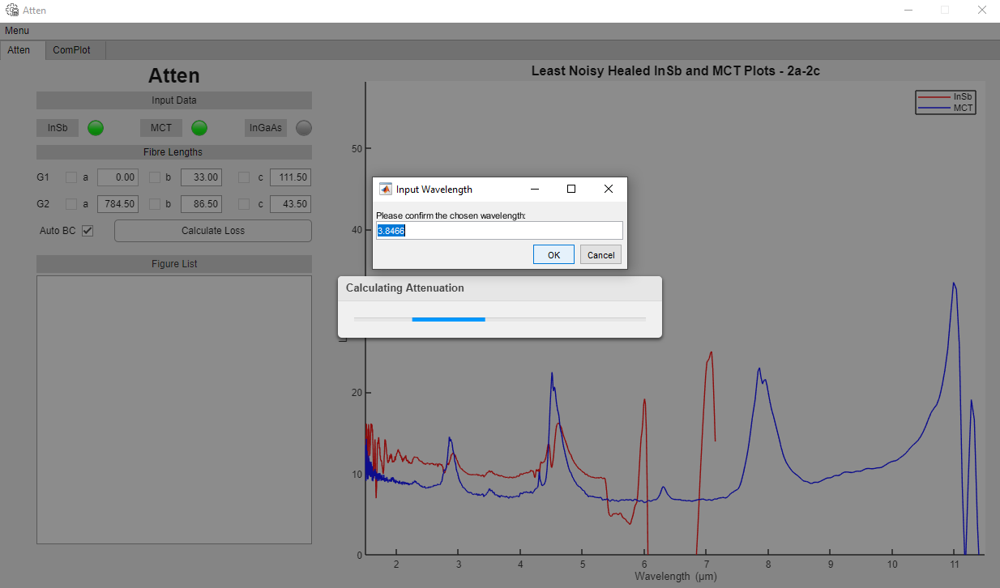 Atten
Menu
Atten ComPlot
Atten
Input Data
InSb MCT InGaAs
Fibre Lengths
G1 a 0.00 b 33.00 c 111.50
G2 a 784.50 b 86.50 c 43.50
Auto BC Calculate Loss
Figure List
Least Noisy Healed InSb and MCT Plots - 2a-2c
InSb
MCT
50
40
20
10
0
2 3 4 5 6 7 8 9 10 11
Wavelength (µm)
Input Wavelength
Please confirm the chosen wavelength:
3.8466
OK Cancel
Calculating Attenuation